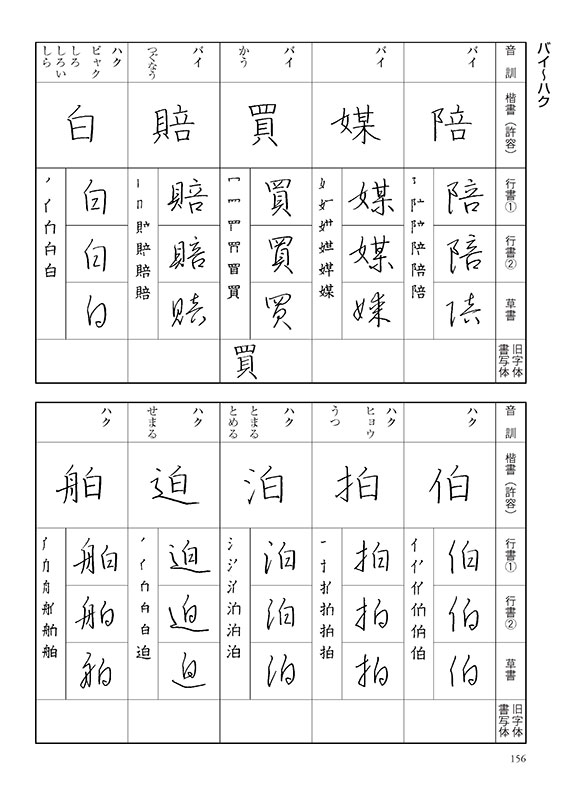 バイ〜ハク
音 訓
楷書（許容）
行書①
行書②
草書
旧字体
書写体
バイ
陪
陪
陪
陪
バイ
媒
媒
媒
媒
バイ
かう
買
買
買
買
買
バイ
つぐなう
賠
賠
賠
賠
ハク
ビャク
しろ
しろい
しら
白
白
白
白
音 訓
楷書（許容）
行書①
行書②
草書
旧字体
書写体
ハク
伯
伯
伯
伯
ハク
ヒョウ
うつ
拍
拍
拍
拍
ハク
とまる
とめる
泊
泊
泊
泊
ハク
せまる
迫
迫
迫
迫
ハク
舶
舶
舶
舶
156